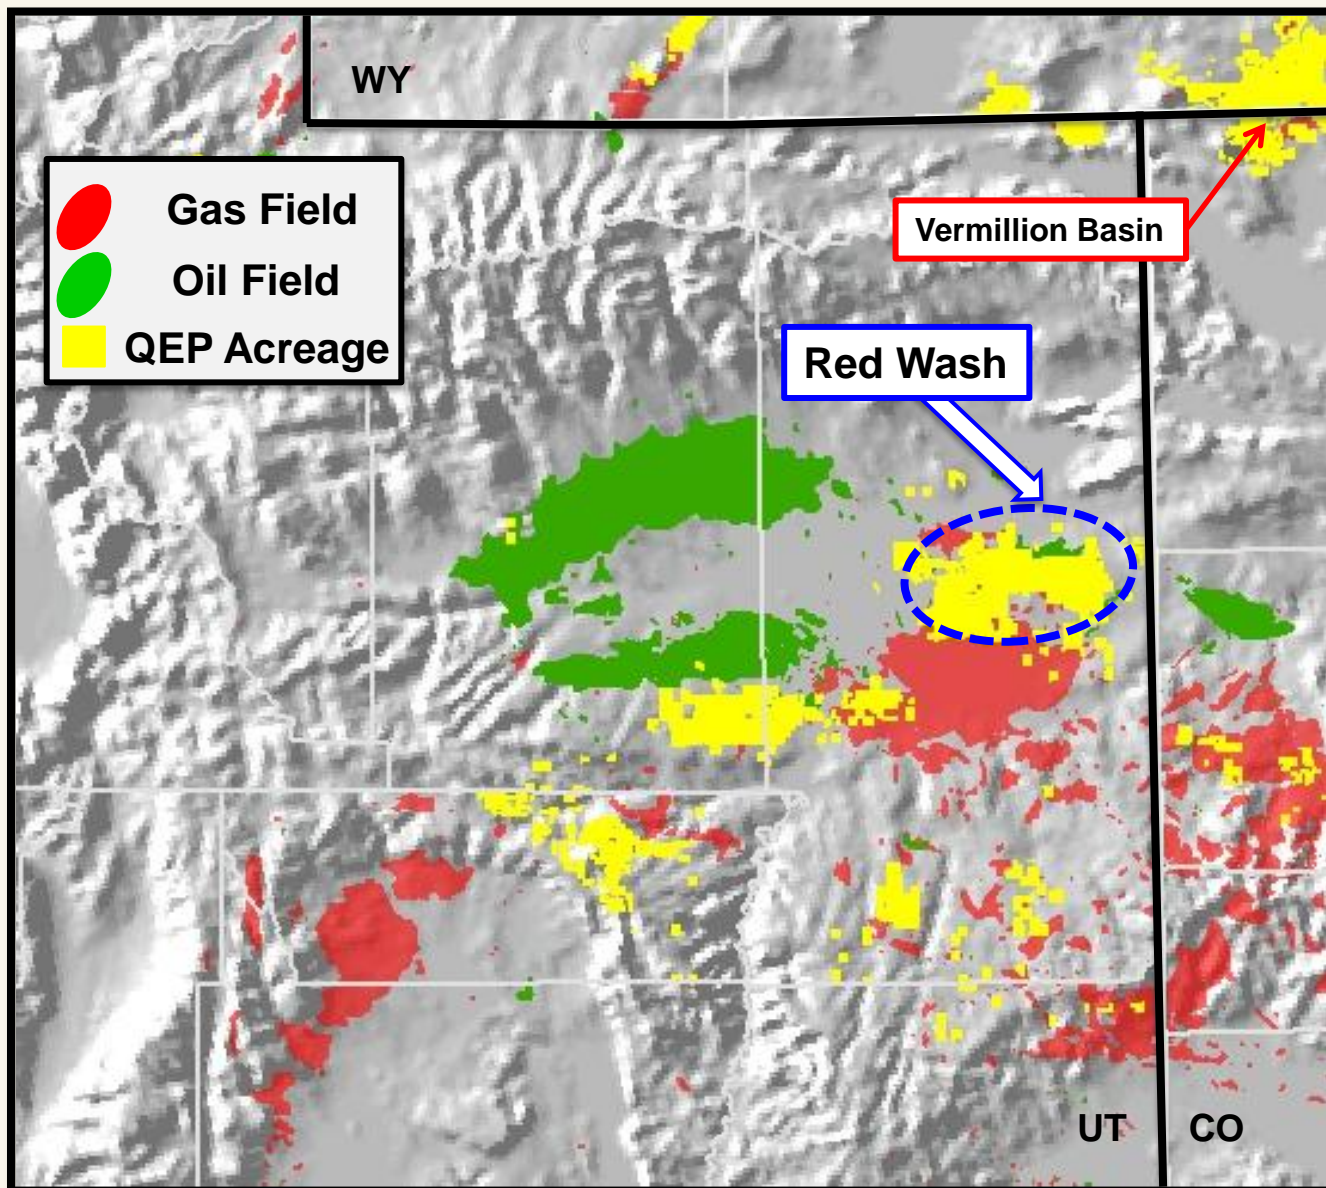 WY
Gas Field
Oil Field
QEP Acreage
Vermillion Basin
Red Wash
UT
CO